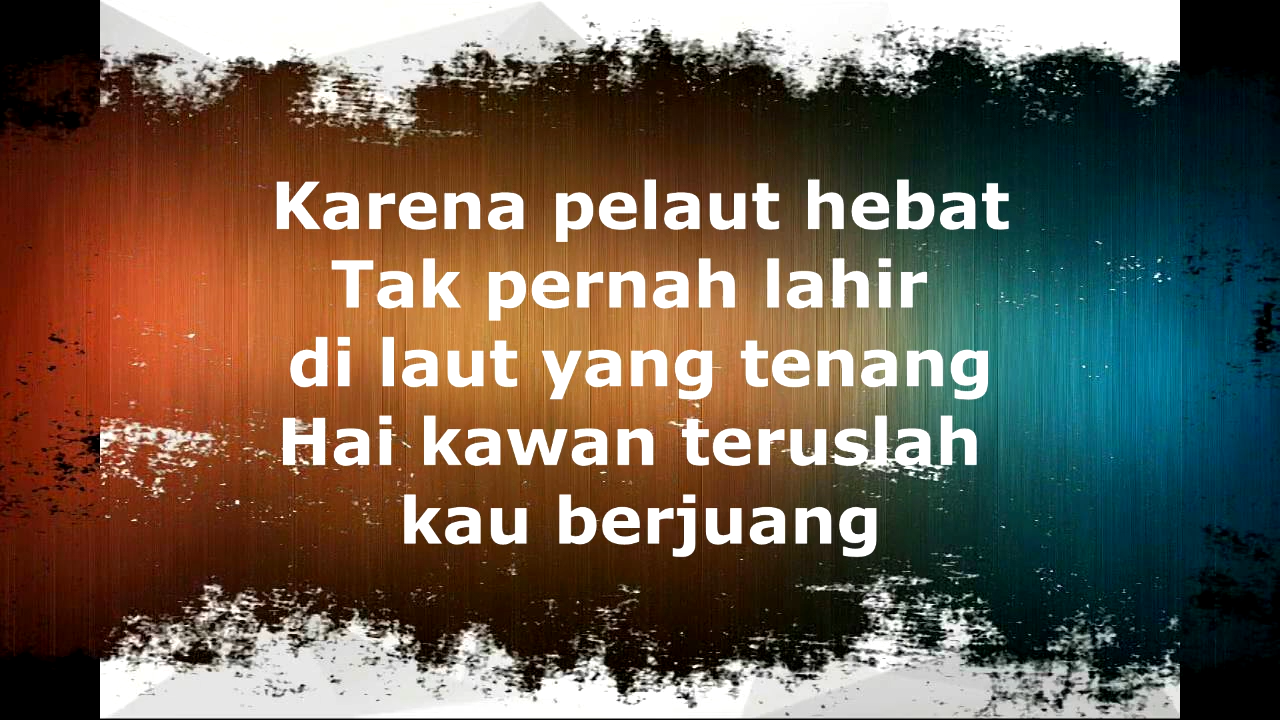 Karena pelaut hebat
Tak pernah lahir
di laut yang tenang
Hai kawan teruslah
kau berjuang